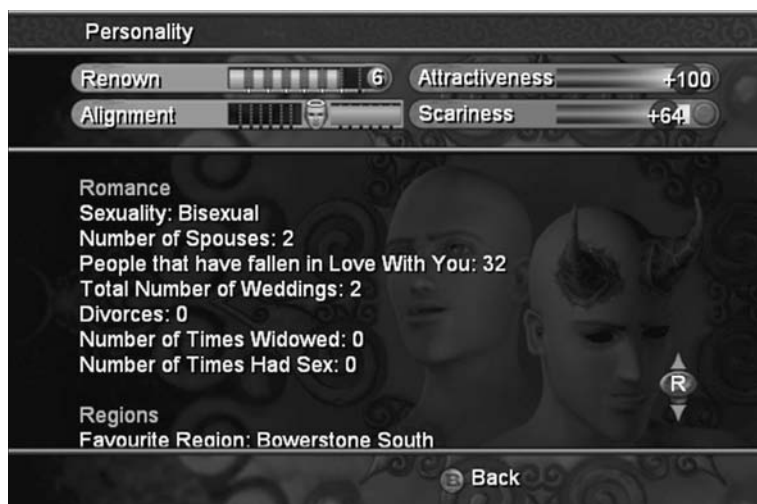 Personality
Renown 6 Attractiveness +100
Alignment Scariness +64
Romance
Sexuality: Bisexual
Number of Spouses: 2
People that have fallen in Love With You: 32
Total Number of Weddings: 2
Divorces: 0
Number of Times Widowed: 0
Number of Times Had Sex: 0
R
Regions
Favourite Region: Bowerstone South
B Back